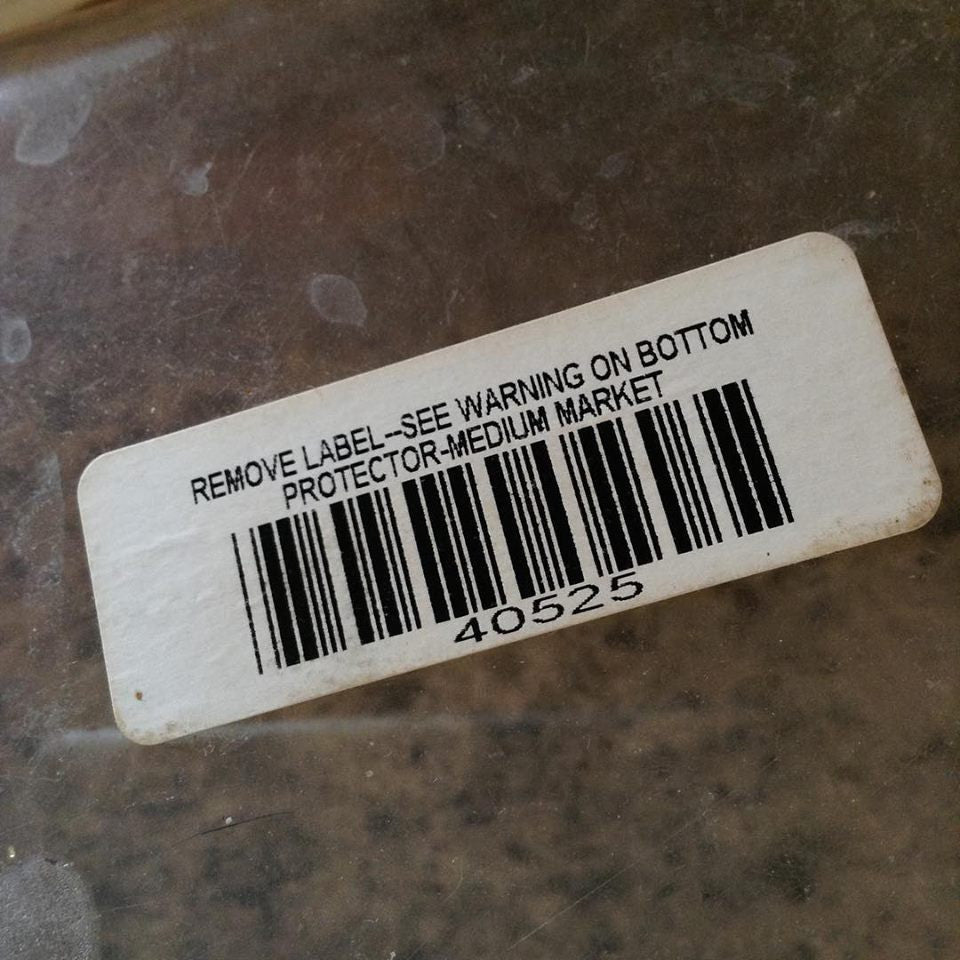 REMOVE LABEL--SEE WARNING ON BOTTOM
PROTECTOR-MEDIUM MARKET
40525